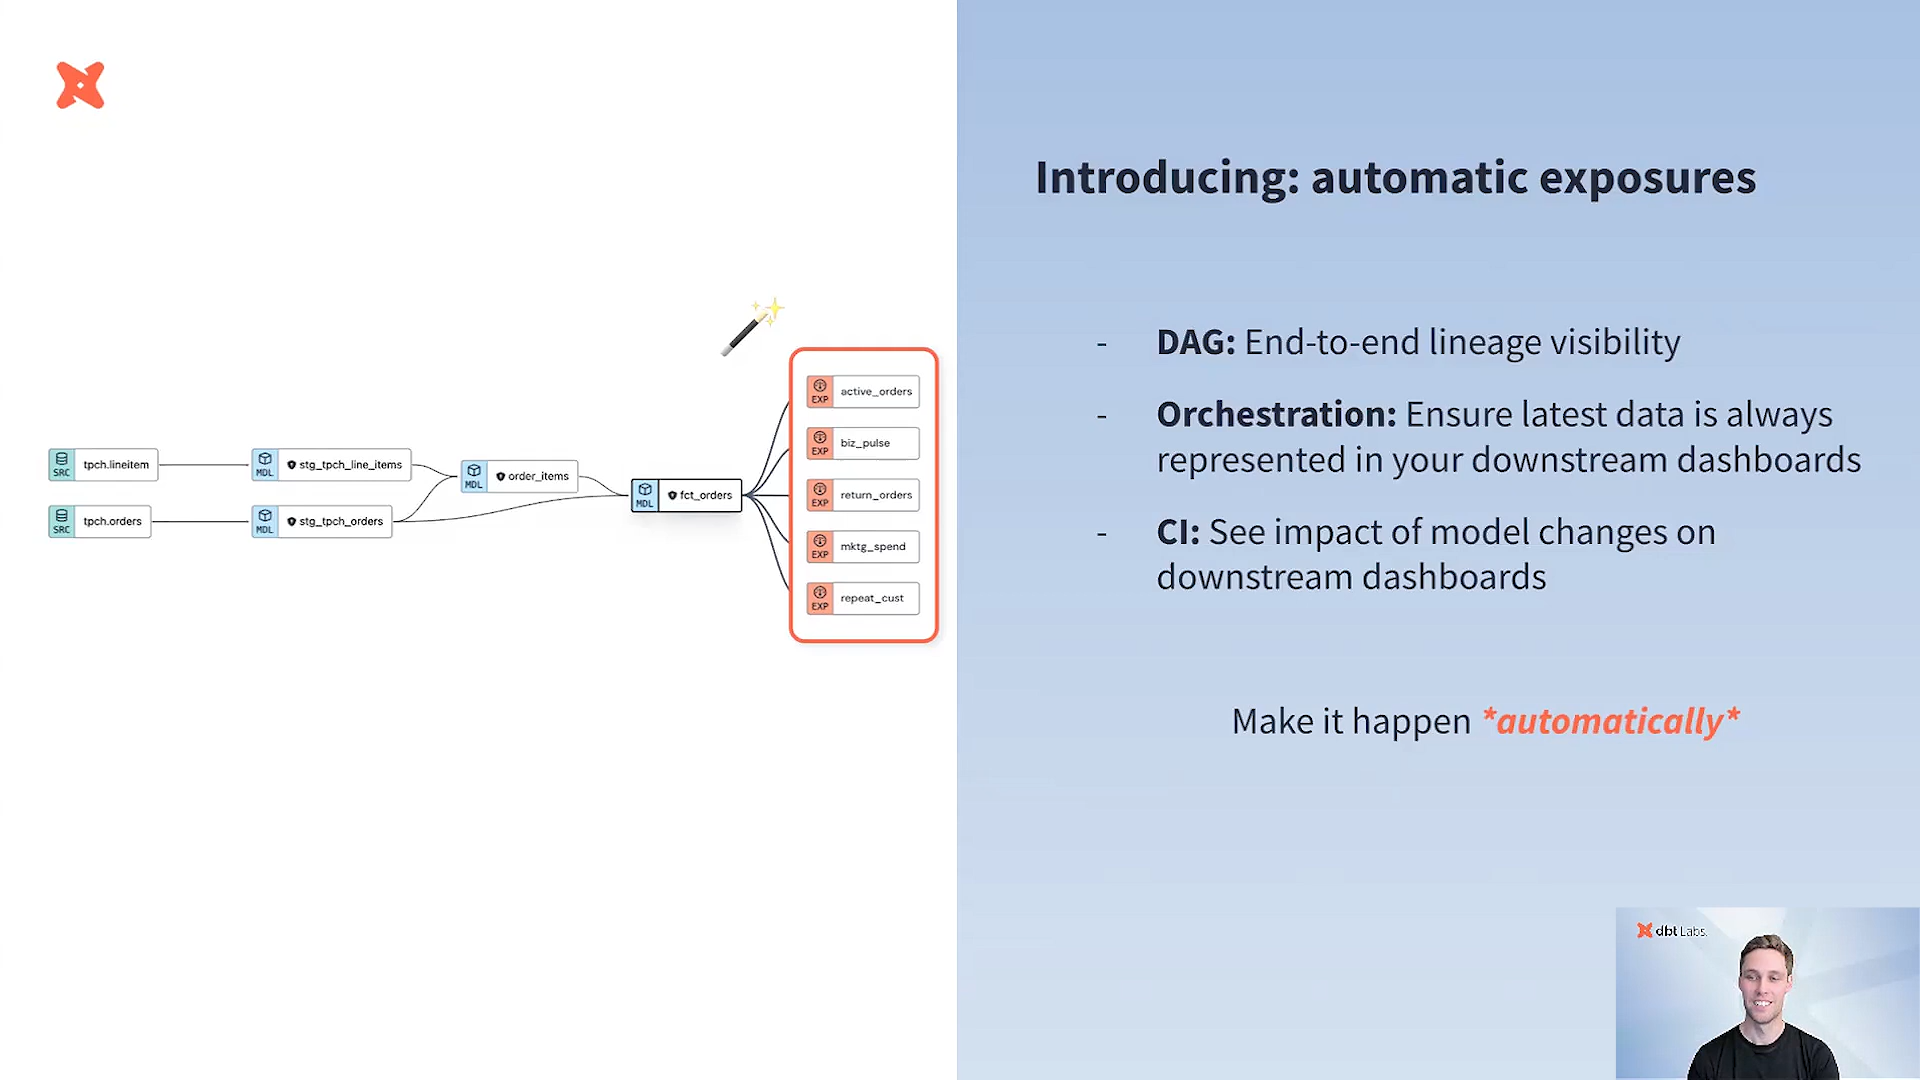 Introducing: automatic exposures
- DAG: End-to-end lineage visibility
- Orchestration: Ensure latest data is always
represented in your downstream dashboards
- CI: See impact of model changes on
downstream dashboards
Make it happen *automatically*
SRC tpch.lineitem
SRC tpch.orders
MDL stg_tpch_line_items
MDL stg_tpch_orders
MDL order_items
MDL fct_orders
EXP active_orders
EXP biz_pulse
EXP return_orders
EXP mktg_spend
EXP repeat_cust
dbt Labs